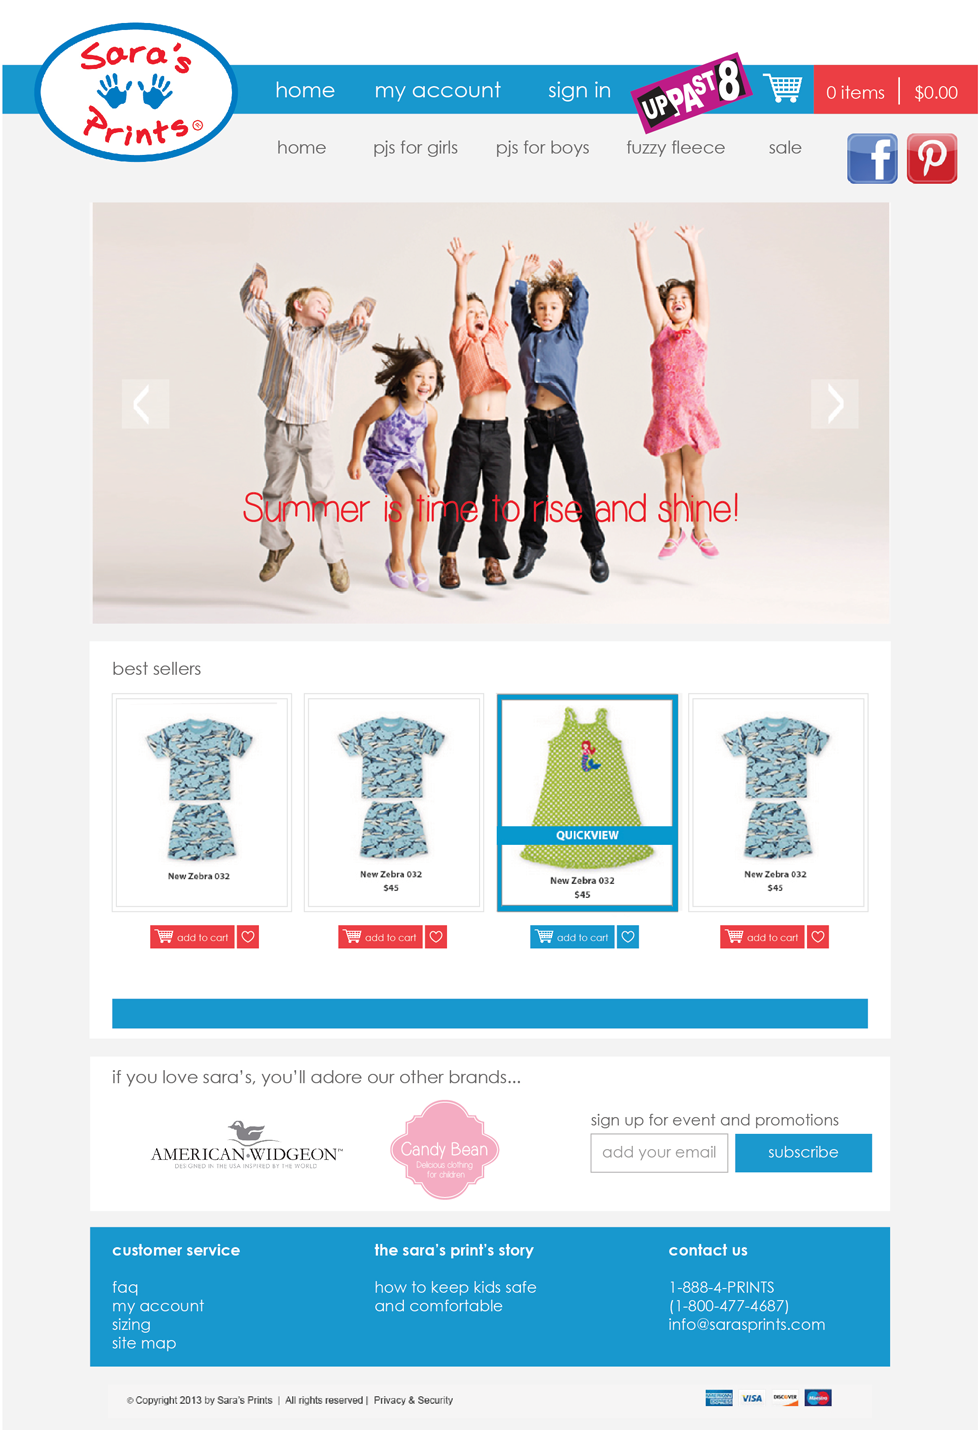 Sara's
Prints ®
home my account sign in UP PAST 8 0 items $0.00
home pjs for girls pjs for boys fuzzy fleece sale
Summer is time to rise and shine!
best sellers
QUICKVIEW
New Zebra 032
New Zebra 032
$45
New Zebra 032
$45
New Zebra 032
$45
add to cart add to cart add to cart add to cart
if you love sara's, you'll adore our other brands...
AMERICAN WIDGEON™
DESIGNED IN THE USA INSPIRED BY THE WORLD
Candy Bean
Delicious clothing
for children
sign up for event and promotions
add your email subscribe
customer service
faq
my account
sizing
site map
the sara's print's story
how to keep kids safe
and comfortable
contact us
1-888-4-PRINTS
(1-800-477-4687)
info@sarasprints.com
© Copyright 2013 by Sara's Prints | All rights reserved | Privacy & Security
VISA DISCOVER Maestro